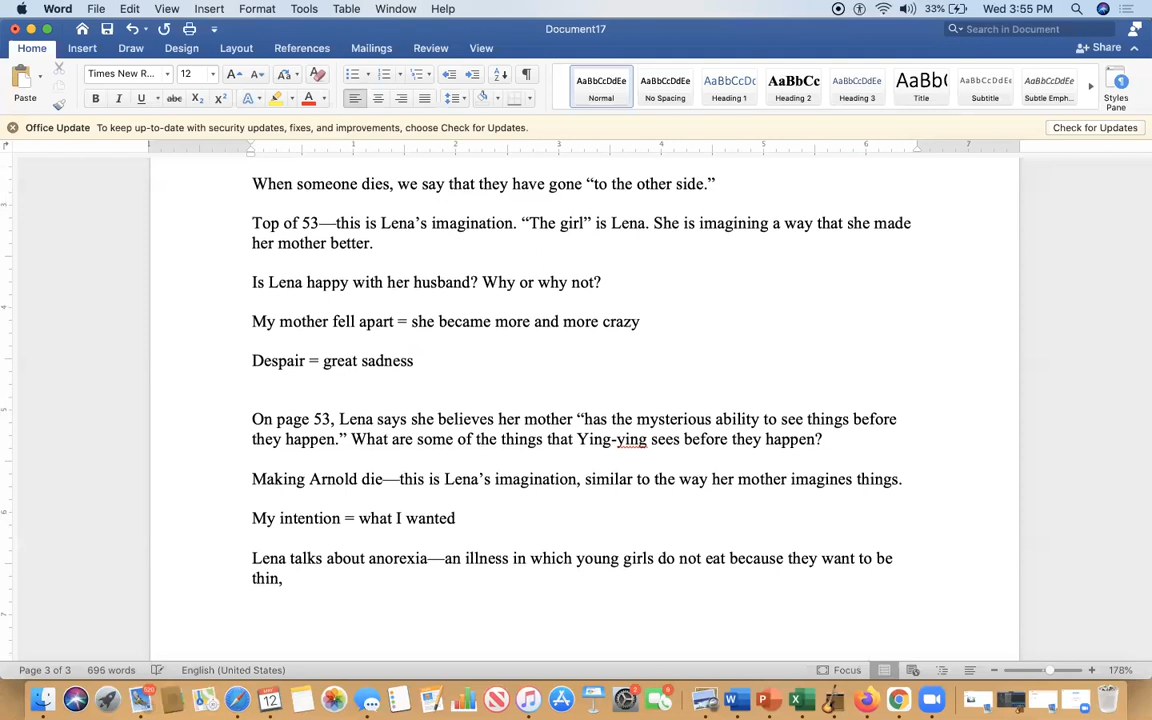 Word File Edit View Insert Format Tools Table Window Help 33% Wed 3:55 PM
Document17
Search in Document
Home Insert Draw Design Layout References Mailings Review View Share
Paste Times New R... 12 AaBbCcDdEe AaBbCcDdEe AaBbCcDc AaBbCc AaBbCcDdEe AaBb( AaBbCcDdEe AaBbCcDdEe
Normal No Spacing Heading 1 Heading 2 Heading 3 Title Subtitle Subtle Emph... Styles Pane
Office Update To keep up-to-date with security updates, fixes, and improvements, choose Check for Updates. Check for Updates
1 2 3 4 5 6 7
When someone dies, we say that they have gone “to the other side.”
Top of 53—this is Lena’s imagination. “The girl” is Lena. She is imagining a way that she made
her mother better.
Is Lena happy with her husband? Why or why not?
My mother fell apart = she became more and more crazy
Despair = great sadness
On page 53, Lena says she believes her mother “has the mysterious ability to see things before
they happen.” What are some of the things that Ying-ying sees before they happen?
Making Arnold die—this is Lena’s imagination, similar to the way her mother imagines things.
My intention = what I wanted
Lena talks about anorexia—an illness in which young girls do not eat because they want to be
thin,
Page 3 of 3 695 words English (United States) Focus 178%